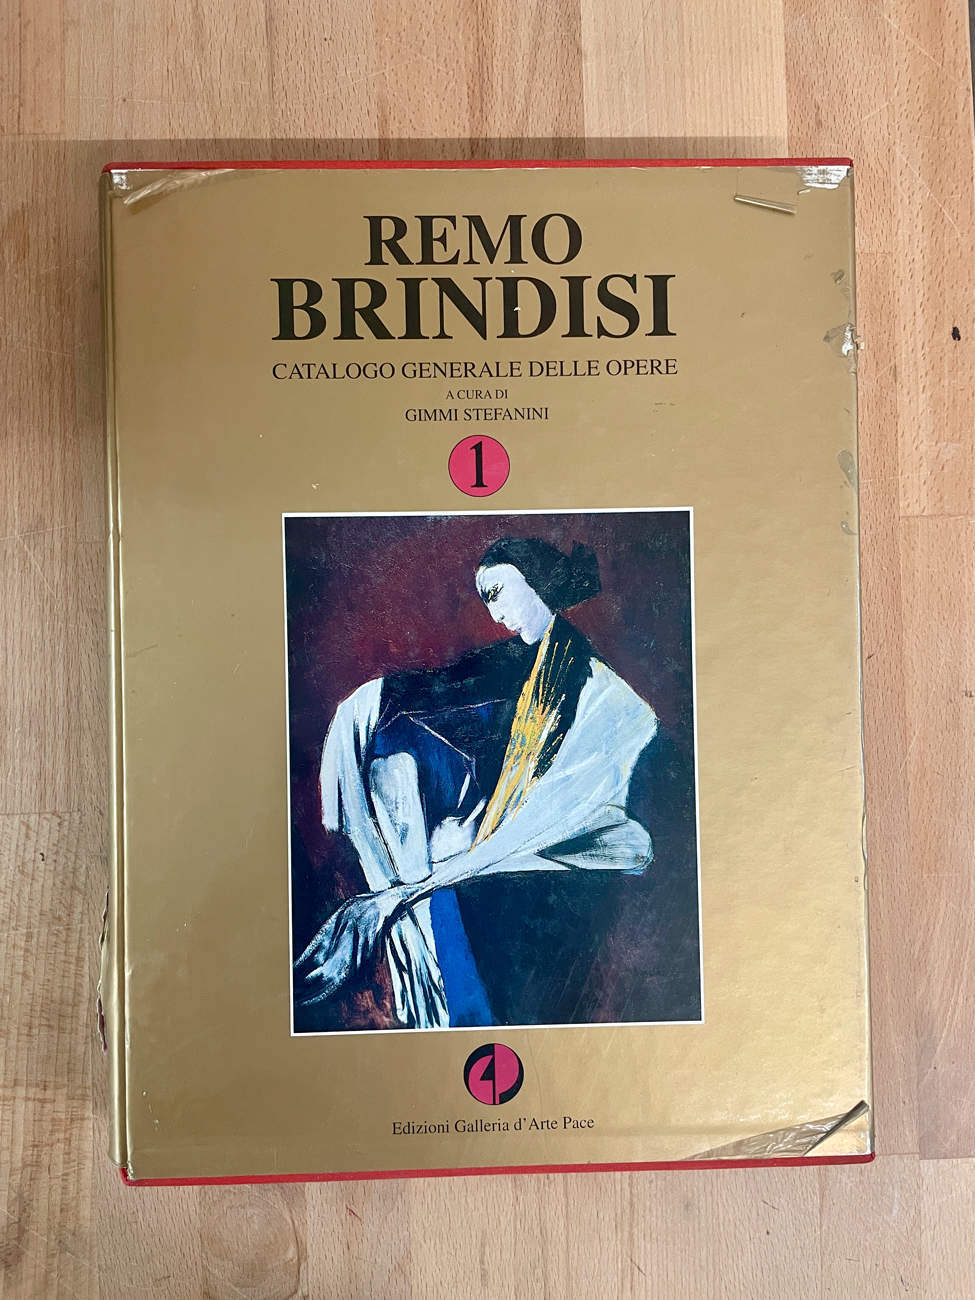 REMO
BRINDISI
CATALOGO GENERALE DELLE OPERE
A CURA DI
GIMMI STEFANINI
1
Edizioni Galleria d'Arte Pace